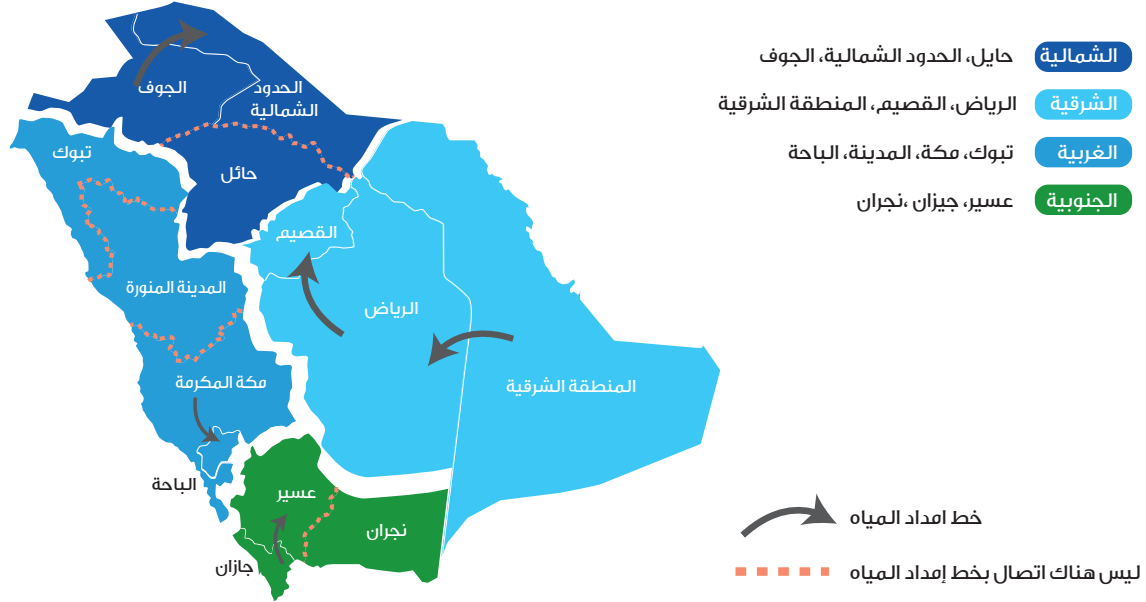 الشمالية حايل، الحدود الشمالية، الجوف
الشرقية الرياض، القصيم، المنطقة الشرقية
الغربية تبوك، مكة، المدينة، الباحة
الجنوبية عسير، جيزان ،نجران
الجوف
الحدود
الشمالية
تبوك
حائل
القصيم
المدينة المنورة
الرياض
مكة المكرمة
المنطقة الشرقية
الباحة
عسير
نجران
جازان
خط امداد المياه
ليس هناك اتصال بخط إمداد المياه